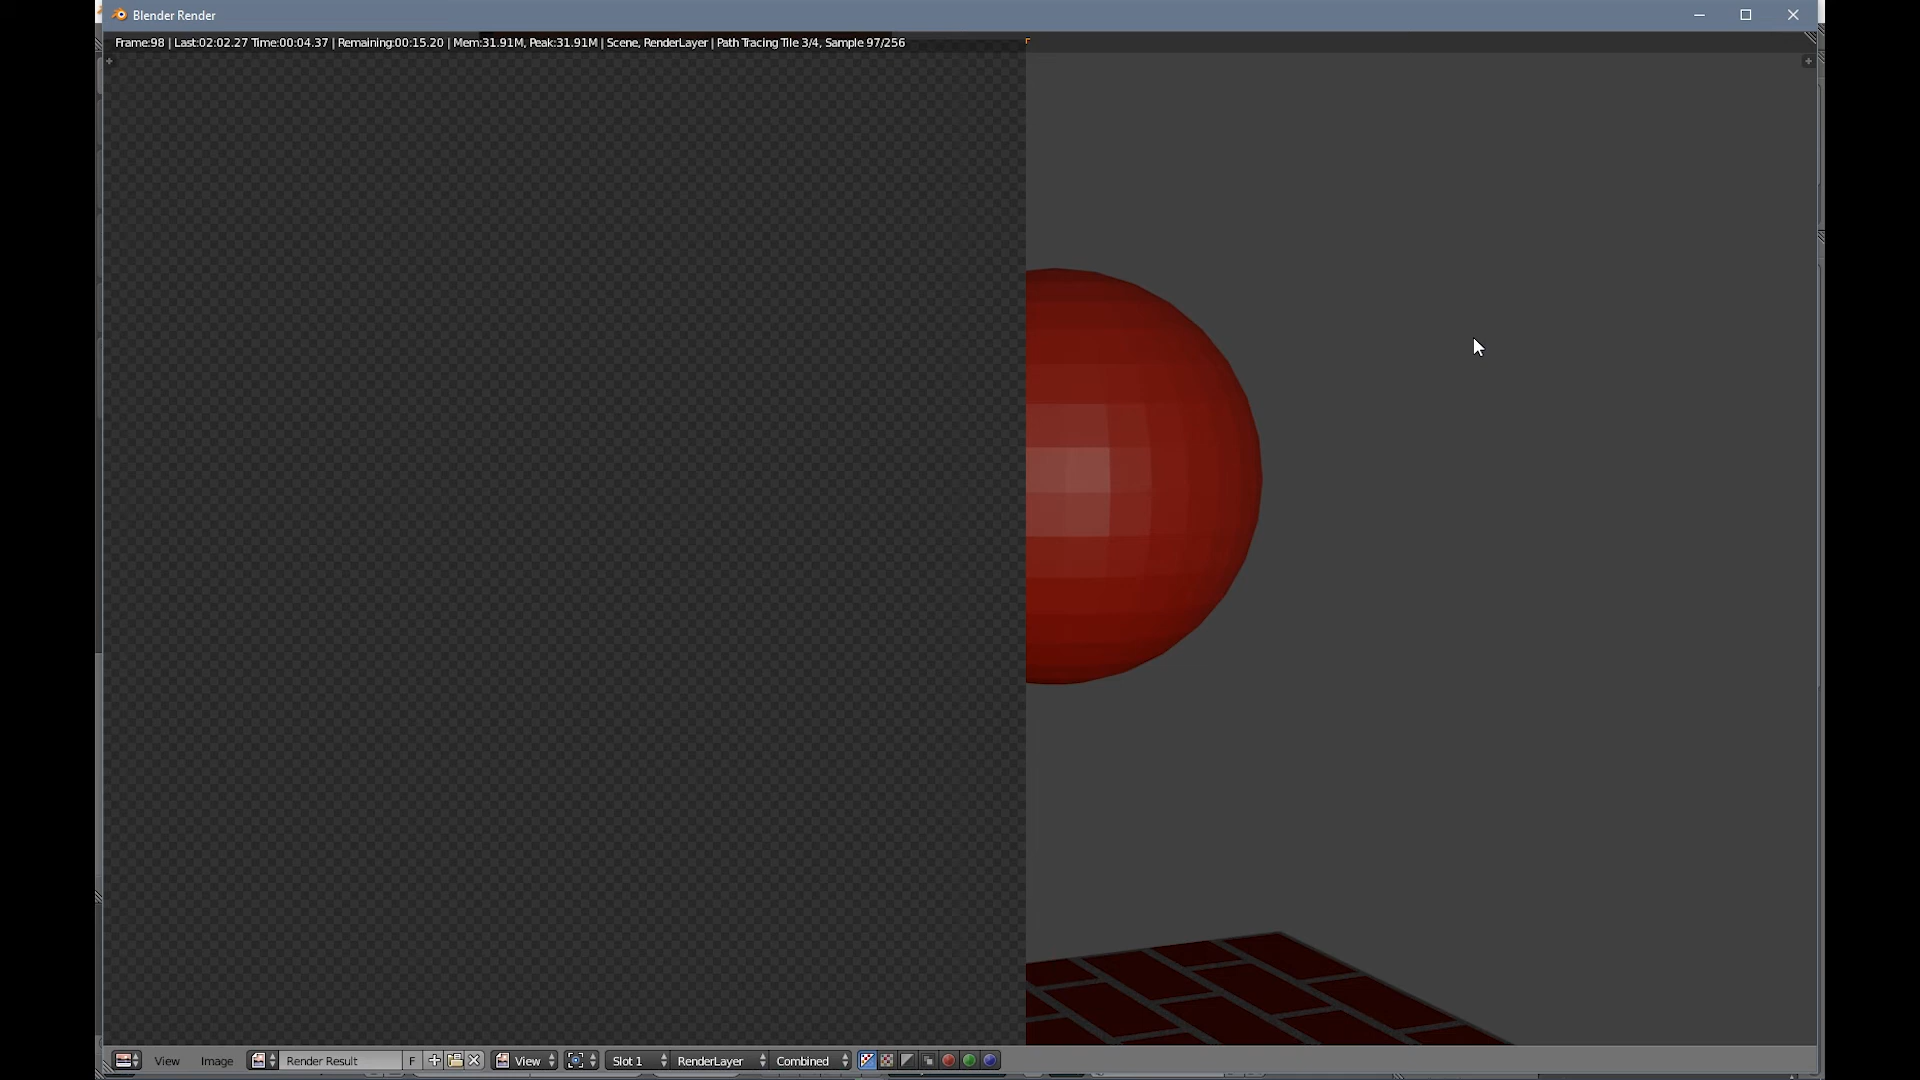 Blender Render
Frame:98 | Last:02:02.27 Time:00:04.37 | Remaining:00:15.20 | Mem:31.91M, Peak:31.91M | Scene, RenderLayer | Path Tracing Tile 3/4, Sample 97/256
View Image Render Result F View Slot 1 RenderLayer Combined